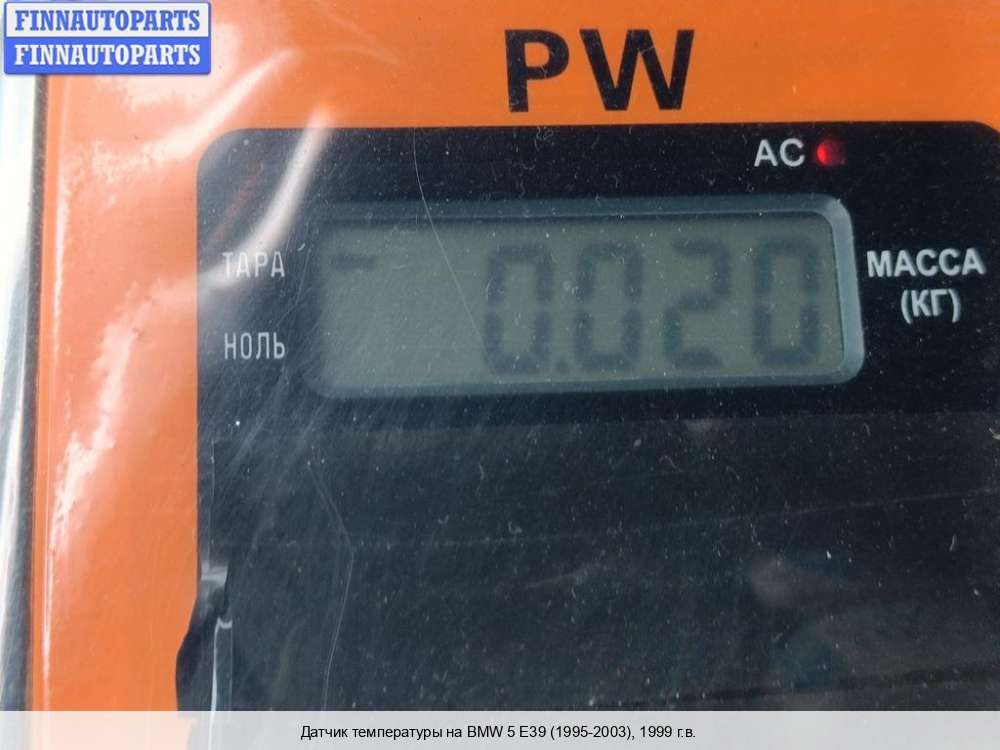 FINNAUTOPARTS
FINNAUTOPARTS
PW
AC
ТАРА
0.020
МАССА
(КГ)
НОЛЬ
Датчик температуры на BMW 5 E39 (1995-2003), 1999 г.в.